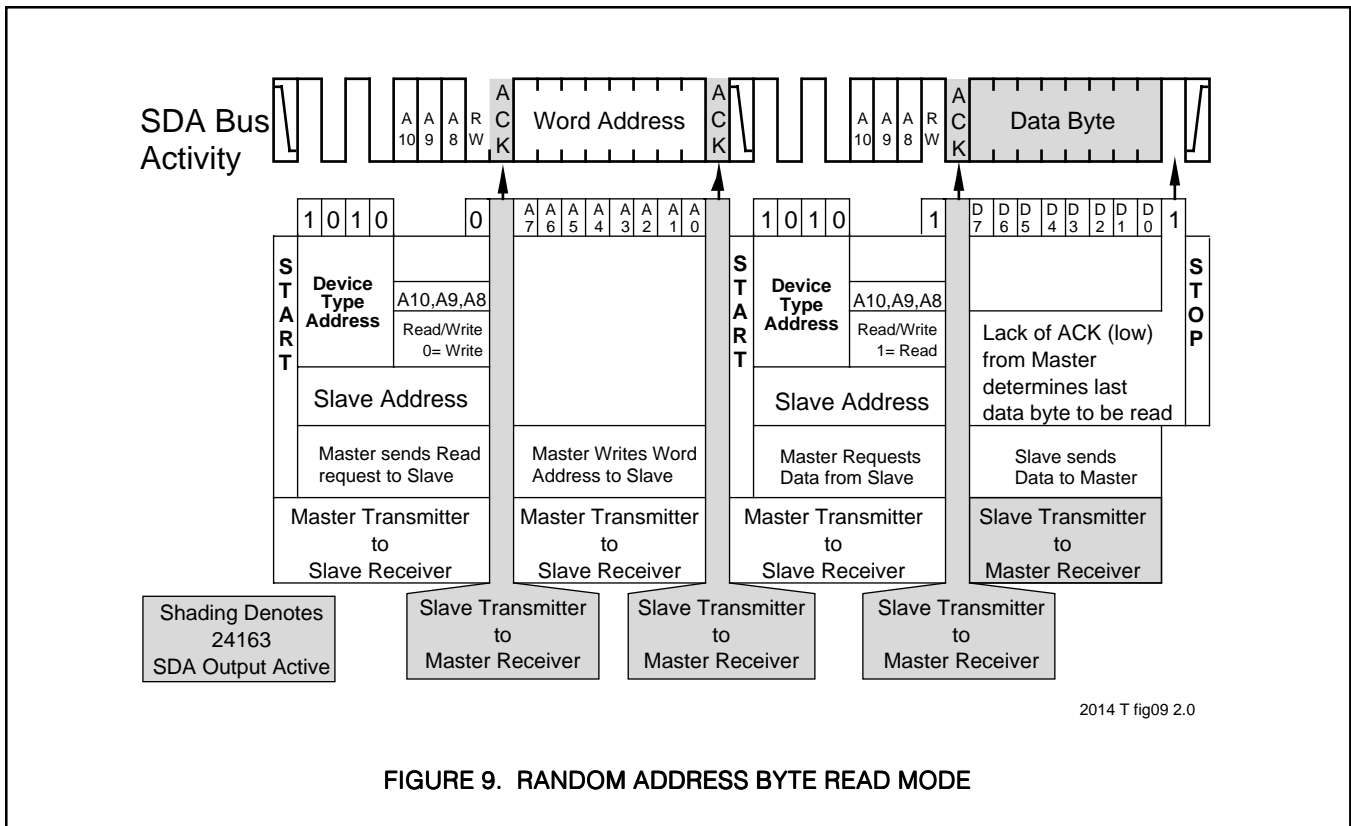 SDA Bus
Activity
A
10
A
9
A
8
R
W
A
C
K
Word Address
A
C
K
A
10
A
9
A
8
R
W
A
C
K
Data Byte
1 0 1 0
0
A
7
A
6
A
5
A
4
A
3
A
2
A
1
A
0
1 0 1 0
1
D
7
D
6
D
5
D
4
D
3
D
2
D
1
D
0
1
S
T
A
R
T
Device
Type
Address
A10,A9,A8
Read/Write
0= Write
Slave Address
Master sends Read
request to Slave
Master Writes Word
Address to Slave
S
T
A
R
T
Device
Type
Address
A10,A9,A8
Read/Write
1= Read
Slave Address
Master Requests
Data from Slave
Lack of ACK (low)
from Master
determines last
data byte to be read
Slave sends
Data to Master
S
T
O
P
Master Transmitter
to
Slave Receiver
Master Transmitter
to
Slave Receiver
Master Transmitter
to
Slave Receiver
Slave Transmitter
to
Master Receiver
Shading Denotes
24163
SDA Output Active
Slave Transmitter
to
Master Receiver
Slave Transmitter
to
Master Receiver
Slave Transmitter
to
Master Receiver
2014 T fig09 2.0
FIGURE 9. RANDOM ADDRESS BYTE READ MODE